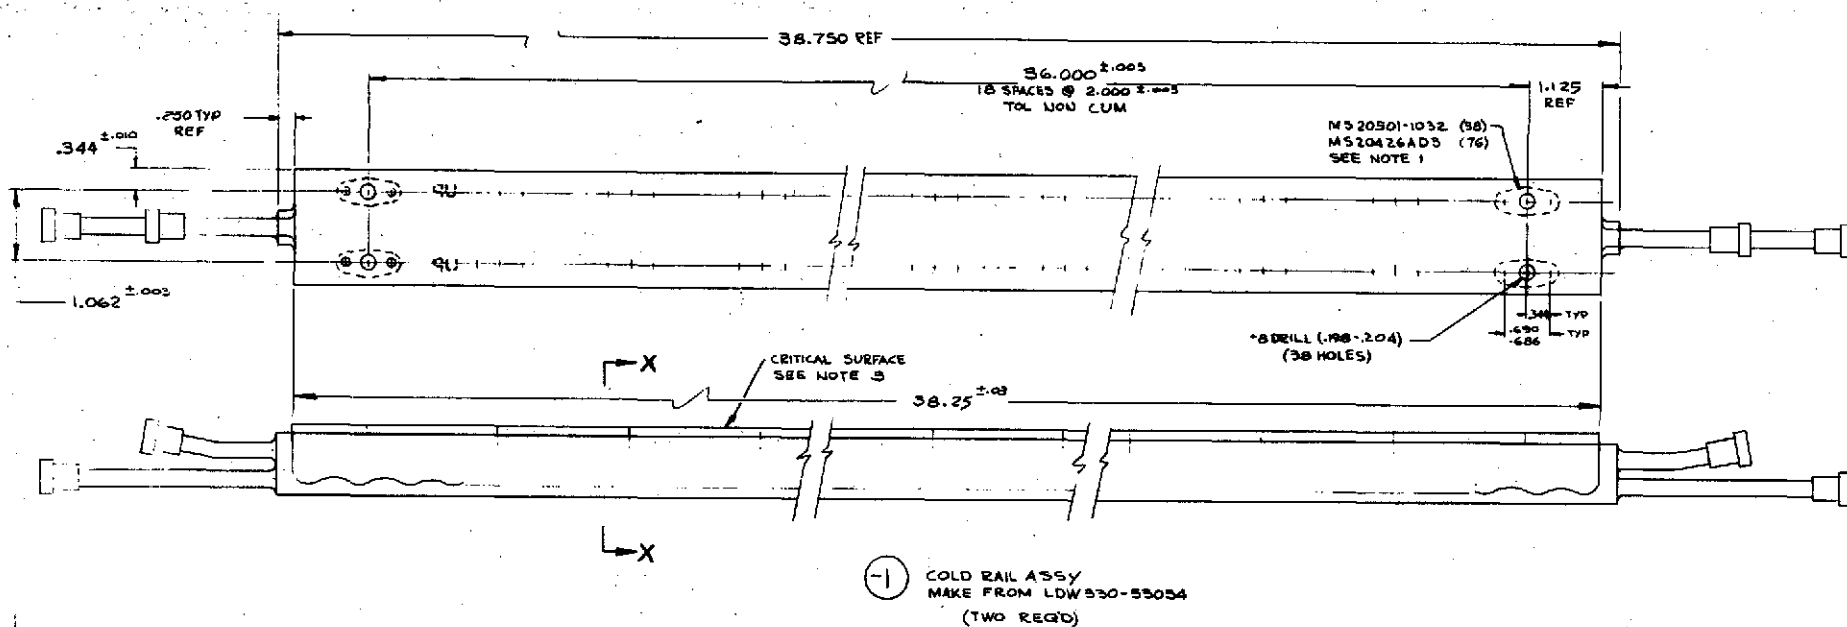 38.750 REF
36.000 ±.003
18 SPACES @ 2.000 ±.003
TOL NON CUM
1.125
REF
.250 TYP
REF
.344 ±.010
MS20501-1032 (38)
MS20426AD3 (76)
SEE NOTE 1
1.062 ±.003
.344 TYP
.690
.686 TYP
#8 DRILL (.198-.204)
(38 HOLES)
X
CRITICAL SURFACE
SEE NOTE 3
38.25 ±.03
X
-1
COLD RAIL ASSY
MAKE FROM LDW530-55054
(TWO REQD)